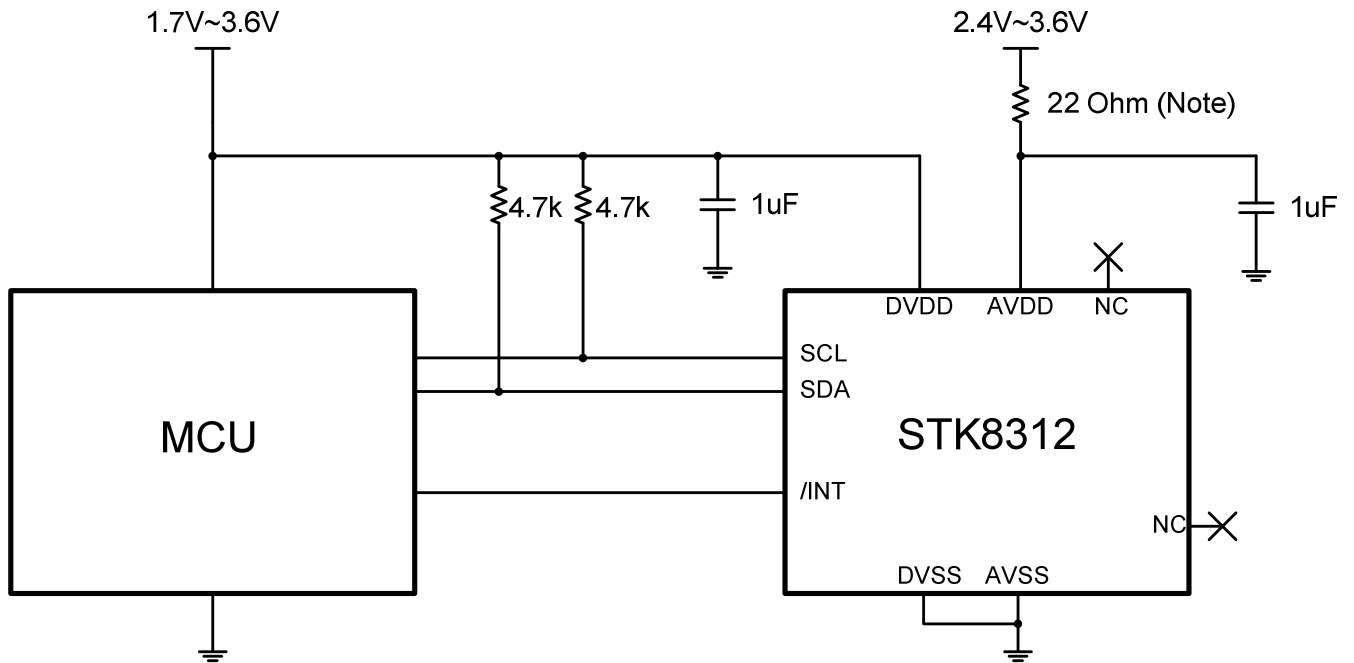 1.7V~3.6V
2.4V~3.6V
22 Ohm (Note)
4.7k
4.7k
1uF
1uF
DVDD
AVDD
NC
SCL
SDA
MCU
STK8312
/INT
NC
DVSS
AVSS